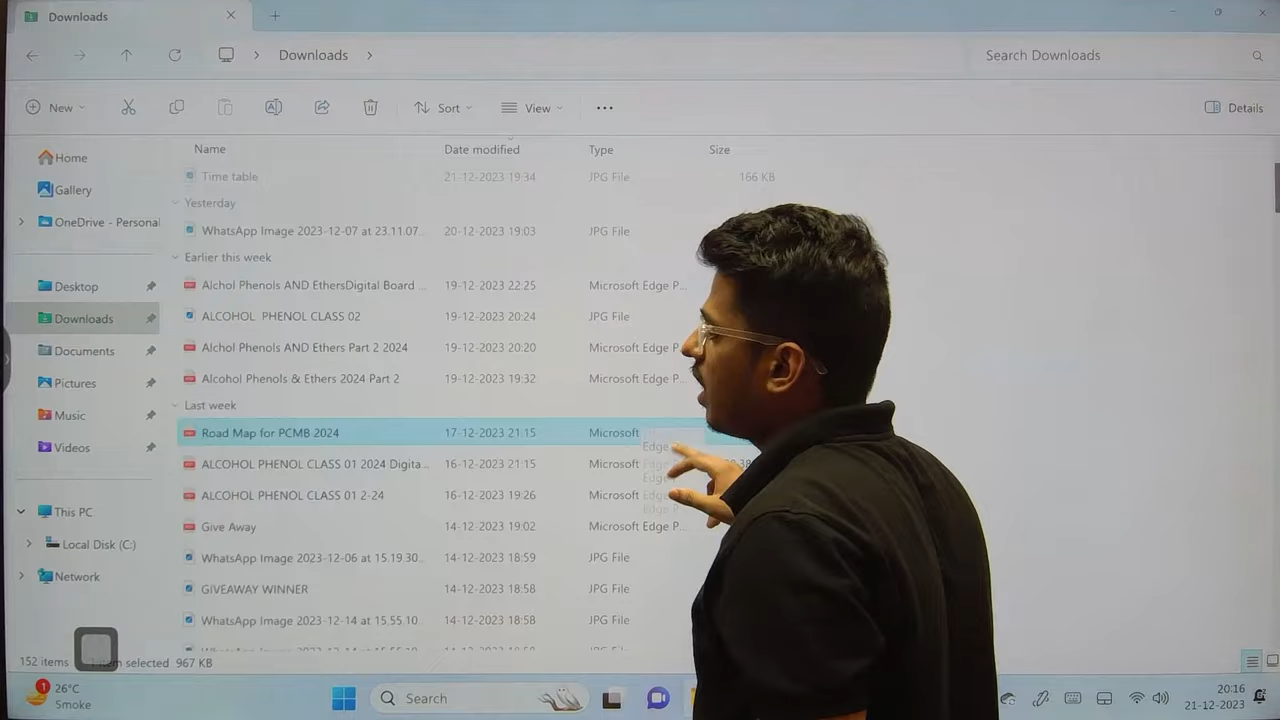 Downloads
Downloads
Search Downloads
New
Sort
View
Details
Name Date modified Type Size
Home
Gallery
OneDrive - Personal
Desktop
Downloads
Documents
Pictures
Music
Videos
This PC
Local Disk (C:)
Network
Time table 21-12-2023 19:34 JPG File 166 KB
Yesterday
WhatsApp Image 2023-12-07 at 23.11.07... 20-12-2023 19:03 JPG File
Earlier this week
Alchol Phenols AND EthersDigital Board ... 19-12-2023 22:25 Microsoft Edge P...
ALCOHOL PHENOL CLASS 02 19-12-2023 20:24 JPG File
Alchol Phenols AND Ethers Part 2 2024 19-12-2023 20:20 Microsoft Edge P...
Alcohol Phenols & Ethers 2024 Part 2 19-12-2023 19:32 Microsoft Edge P...
Last week
Road Map for PCMB 2024 17-12-2023 21:15 Microsoft Edge
ALCOHOL PHENOL CLASS 01 2024 Digita... 16-12-2023 21:15 Microsoft Edge
ALCOHOL PHENOL CLASS 01 2-24 16-12-2023 19:26 Microsoft Edge
Give Away 14-12-2023 19:02 Microsoft Edge P...
WhatsApp Image 2023-12-06 at 15.19.30... 14-12-2023 18:59 JPG File
GIVEAWAY WINNER 14-12-2023 18:58 JPG File
WhatsApp Image 2023-12-14 at 15.55.10... 14-12-2023 18:58 JPG File
152 items 1 item selected 967 KB
1
26°C
Smoke
Search
20:16
21-12-2023